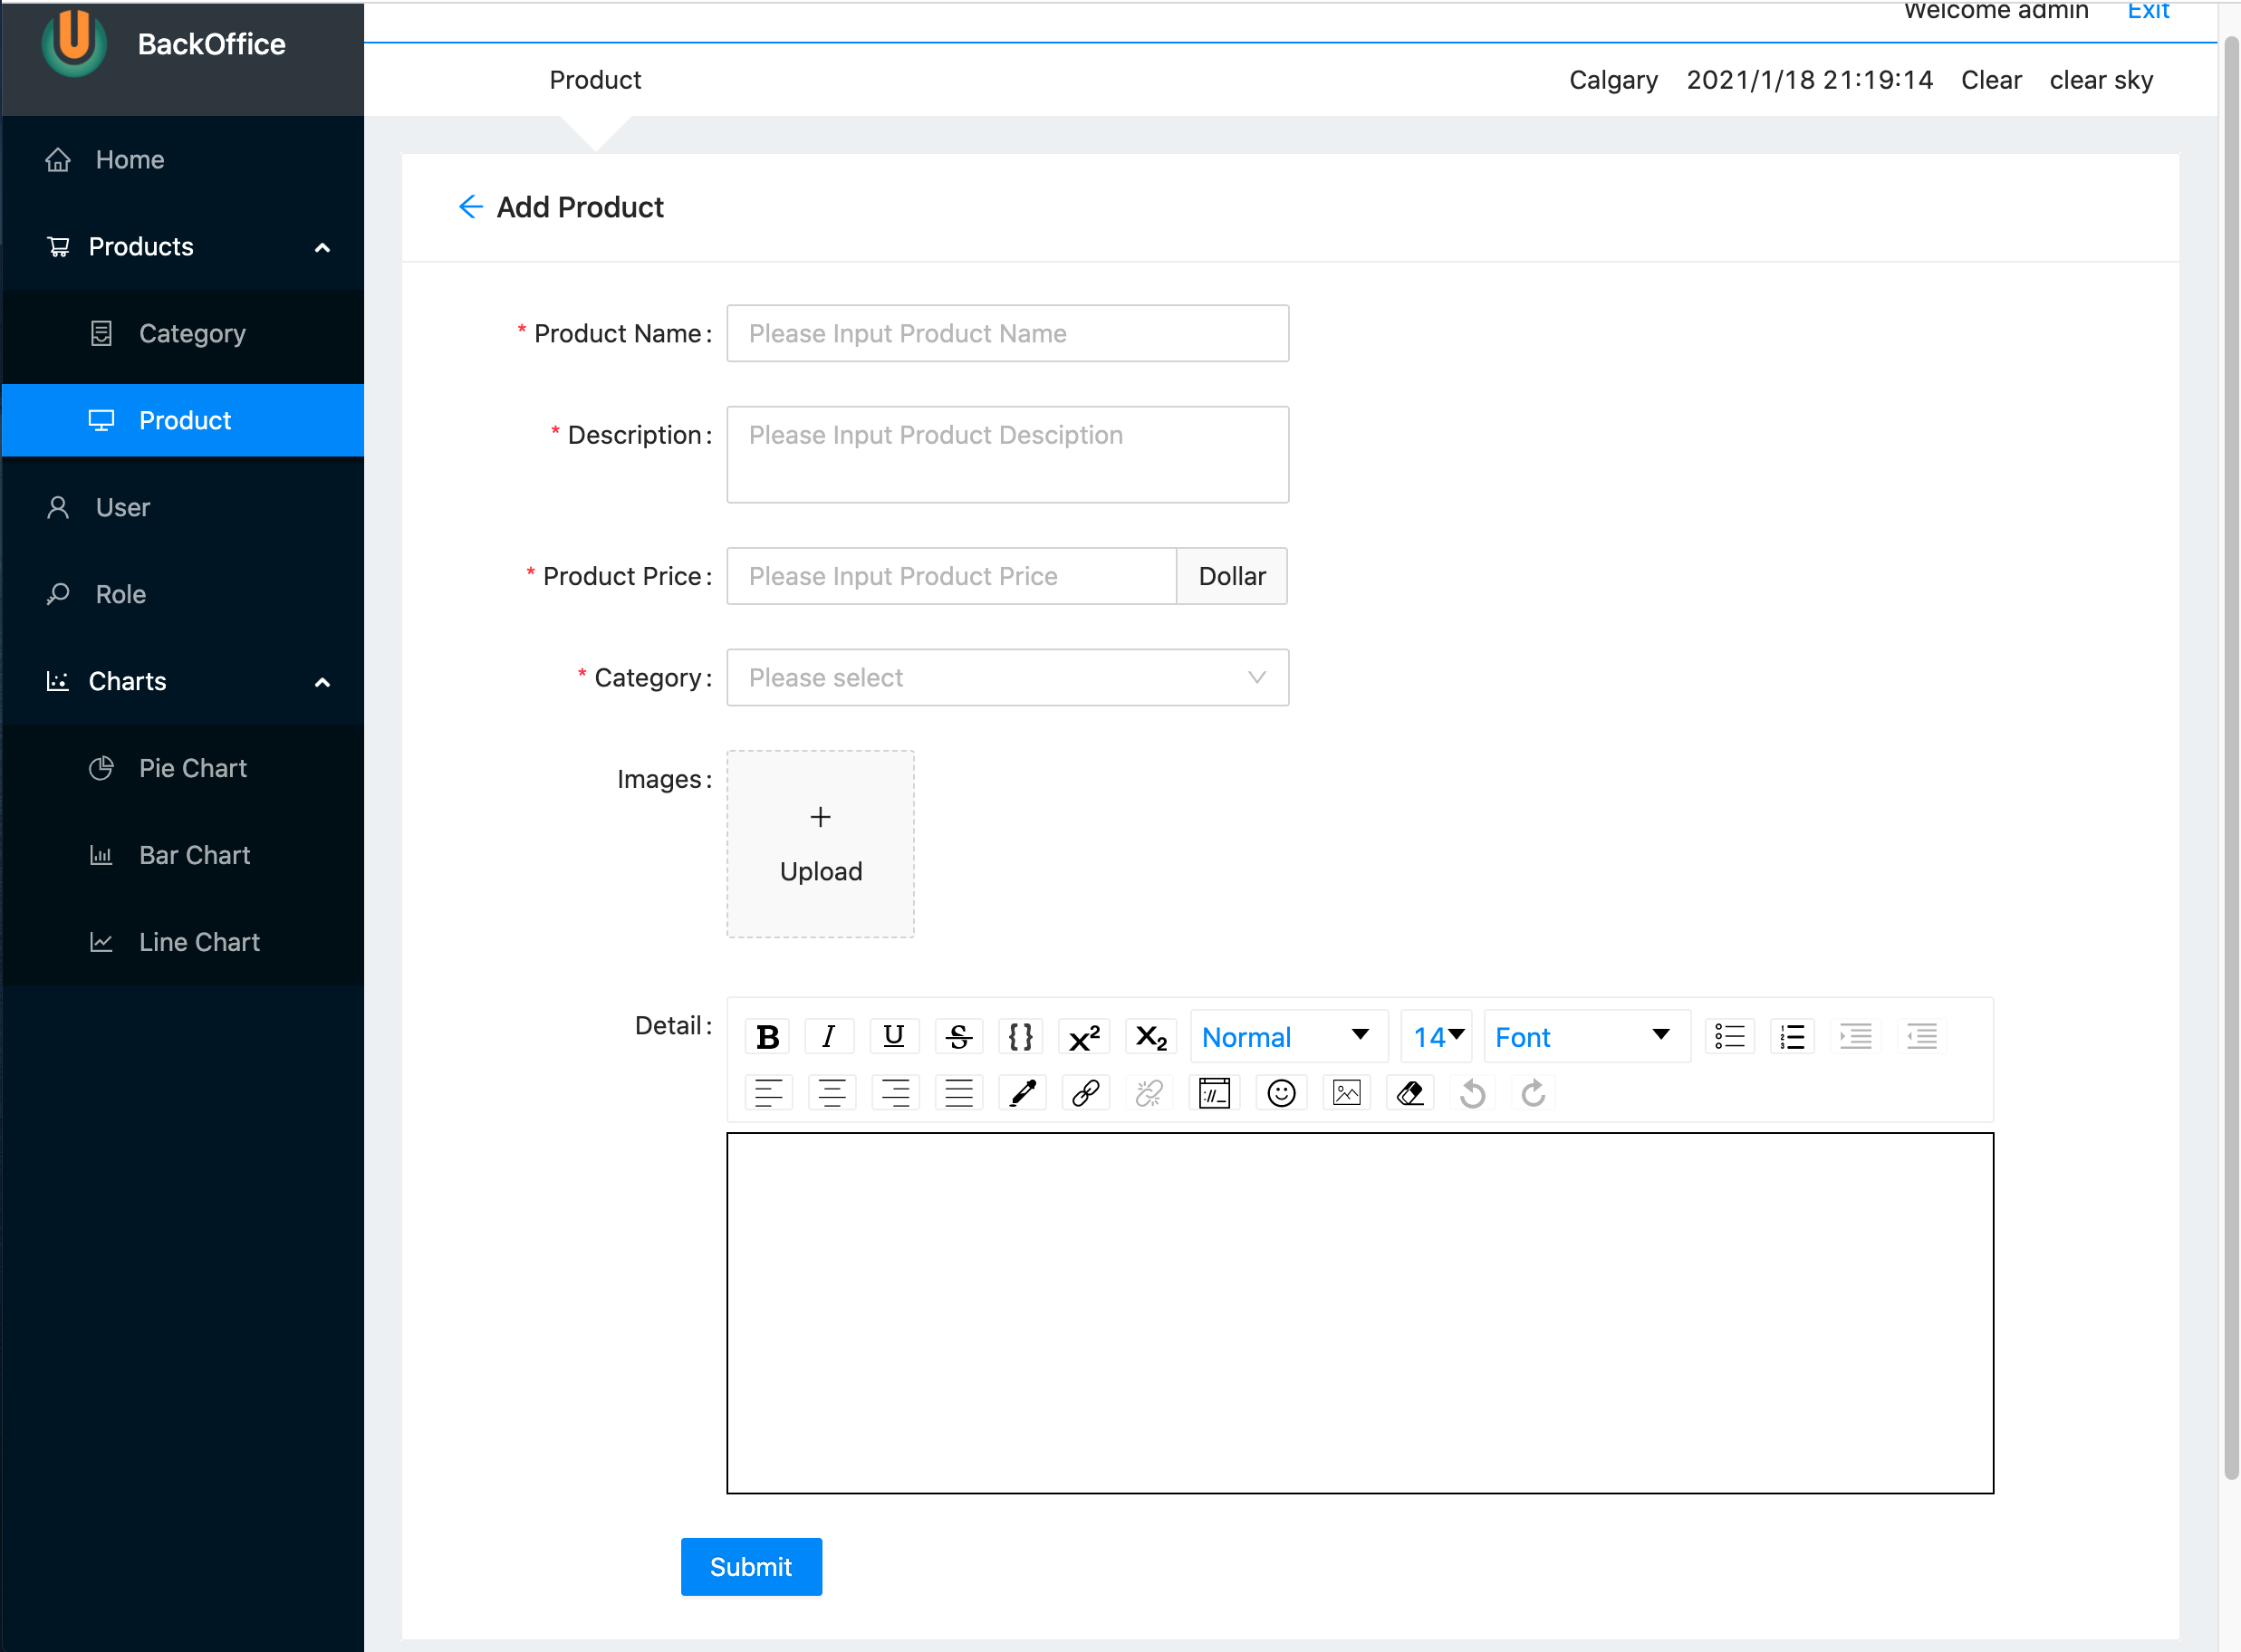 Welcome admin Exit
BackOffice
Product Calgary 2021/1/18 21:19:14 Clear clear sky
Home
Products
Category
Product
User
Role
Charts
Pie Chart
Bar Chart
Line Chart
Add Product
* Product Name : Please Input Product Name
* Description : Please Input Product Desciption
* Product Price : Please Input Product Price Dollar
* Category : Please select
Images :
+
Upload
Detail : B I U S {} x² x₂ Normal 14 Font
Submit